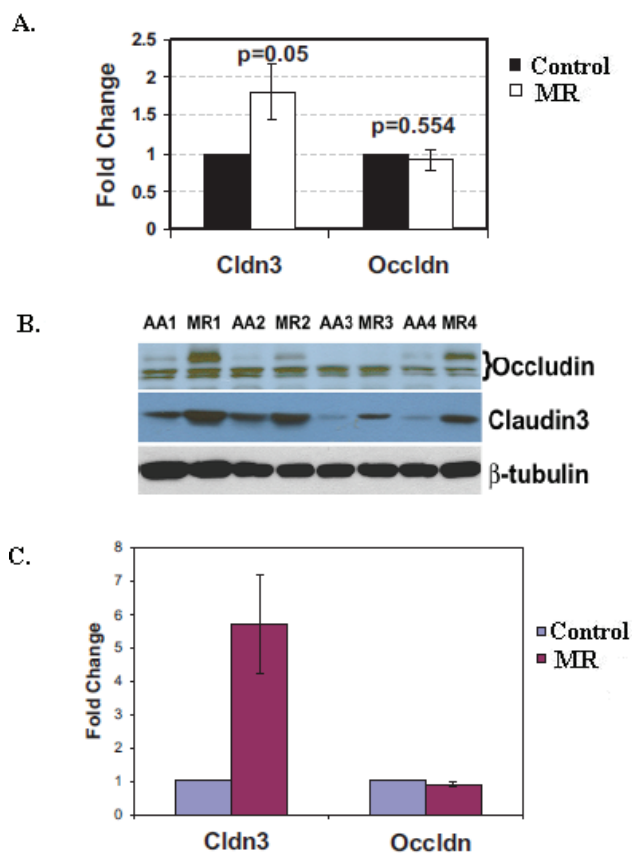 A.
Fold Change
2.5
2
1.5
1
0.5
0
p=0.05
p=0.554
Cldn3
Occldn
Control
MR
B.
AA1 MR1 AA2 MR2 AA3 MR3 AA4 MR4
}Occludin
Claudin3
β-tubulin
C.
Fold Change
8
7
6
5
4
3
2
1
0
Cldn3
Occldn
Control
MR